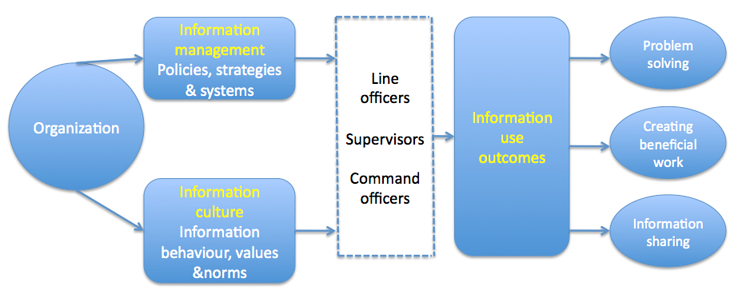 Organization
Information
management
Policies, strategies
& systems
Information
culture
Information
behaviour, values
&norms
Line
officers
Supervisors
Command
officers
Information
use
outcomes
Problem
solving
Creating
beneficial
work
Information
sharing